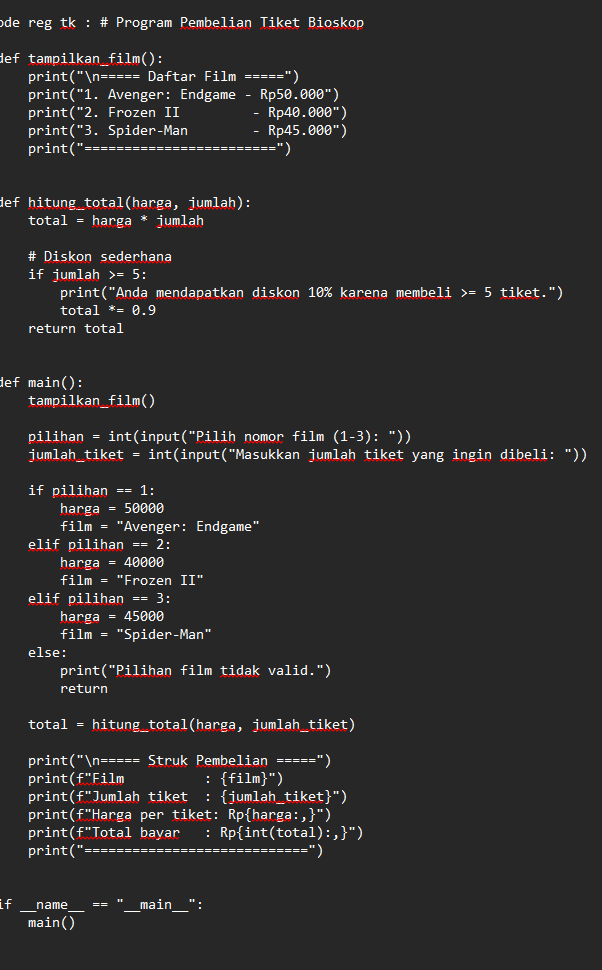 ode reg tk : # Program Pembelian Tiket Bioskop
def tampilkan_film():
    print("\n===== Daftar Film =====")
    print("1. Avenger: Endgame - Rp50.000")
    print("2. Frozen II         - Rp40.000")
    print("3. Spider-Man        - Rp45.000")
    print("========================")
def hitung_total(harga, jumlah):
    total = harga * jumlah
    # Diskon sederhana
    if jumlah >= 5:
        print("Anda mendapatkan diskon 10% karena membeli >= 5 tiket.")
        total *= 0.9
    return total
def main():
    tampilkan_film()
    pilihan = int(input("Pilih nomor film (1-3): "))
    jumlah_tiket = int(input("Masukkan jumlah tiket yang ingin dibeli: "))
    if pilihan == 1:
        harga = 50000
        film = "Avenger: Endgame"
    elif pilihan == 2:
        harga = 40000
        film = "Frozen II"
    elif pilihan == 3:
        harga = 45000
        film = "Spider-Man"
    else:
        print("Pilihan film tidak valid.")
        return
    total = hitung_total(harga, jumlah_tiket)
    print("\n===== Struk Pembelian =====")
    print(f"Film          : {film}")
    print(f"Jumlah tiket  : {jumlah_tiket}")
    print(f"Harga per tiket: Rp{harga:,}")
    print(f"Total bayar   : Rp{int(total):,}")
    print("============================")
if __name__ == "__main__":
    main()